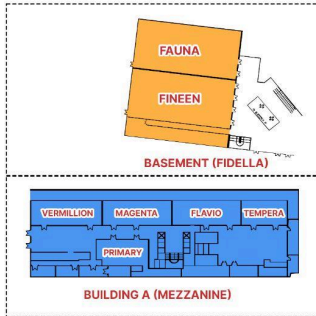 FAUNA
FINEEN
BASEMENT (FIDELLA)
VERMILLION MAGENTA FLAVIO TEMPERA
PRIMARY
BUILDING A (MEZZANINE)